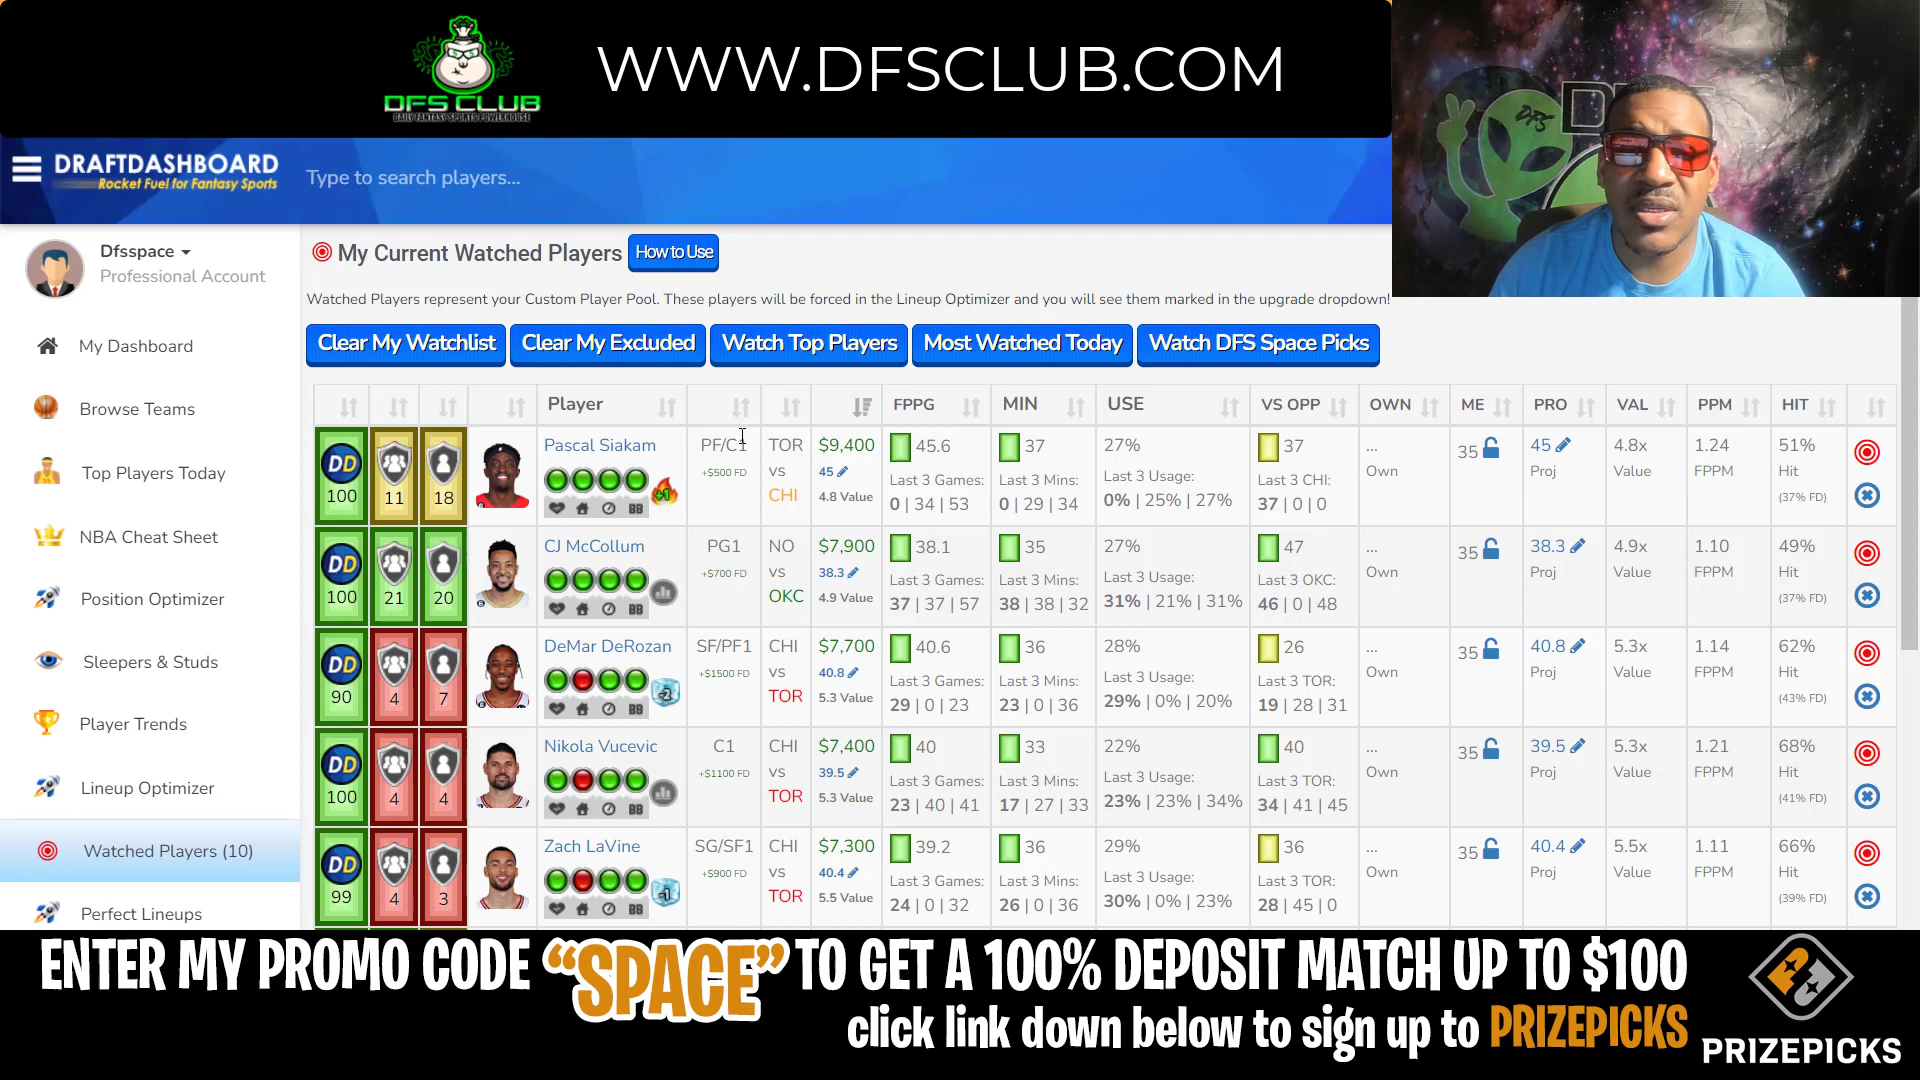 DFS CLUB
DAILY FANTASY SPORTS POWERHOUSE
WWW.DFSCLUB.COM
DRAFTDASHBOARD
Rocket Fuel for Fantasy Sports
Type to search players...
Dfsspace
Professional Account
My Dashboard
Browse Teams
Top Players Today
NBA Cheat Sheet
Position Optimizer
Sleepers & Studs
Player Trends
Lineup Optimizer
Watched Players (10)
Perfect Lineups
My Current Watched Players How to Use
Watched Players represent your Custom Player Pool. These players will be forced in the Lineup Optimizer and you will see them marked in the upgrade dropdown!
Clear My Watchlist Clear My Excluded Watch Top Players Most Watched Today Watch DFS Space Picks
Player FPPG MIN USE VS OPP OWN ME PRO VAL PPM HIT
DD 100 11 18 Pascal Siakam BB +1 PF/C1 +$500 FD TOR vs CHI $9,400 45 4.8 Value 45.6 Last 3 Games: 0 | 34 | 53 37 Last 3 Mins: 0 | 29 | 34 27% Last 3 Usage: 0% | 25% | 27% 37 Last 3 CHI: 37 | 0 | 0 ... Own 35 45 Proj 4.8x Value 1.24 FPPM 51% Hit (37% FD)
DD 100 21 20 CJ McCollum BB PG1 +$700 FD NO vs OKC $7,900 38.3 4.9 Value 38.1 Last 3 Games: 37 | 37 | 57 35 Last 3 Mins: 38 | 38 | 32 27% Last 3 Usage: 31% | 21% | 31% 47 Last 3 OKC: 46 | 0 | 48 ... Own 35 38.3 Proj 4.9x Value 1.10 FPPM 49% Hit (37% FD)
DD 90 4 7 DeMar DeRozan BB -2 SF/PF1 +$1500 FD CHI vs TOR $7,700 40.8 5.3 Value 40.6 Last 3 Games: 29 | 0 | 23 36 Last 3 Mins: 23 | 0 | 36 28% Last 3 Usage: 29% | 0% | 20% 26 Last 3 TOR: 19 | 28 | 31 ... Own 35 40.8 Proj 5.3x Value 1.14 FPPM 62% Hit (43% FD)
DD 100 4 4 Nikola Vucevic BB C1 +$1100 FD CHI vs TOR $7,400 39.5 5.3 Value 40 Last 3 Games: 23 | 40 | 41 33 Last 3 Mins: 17 | 27 | 33 22% Last 3 Usage: 23% | 23% | 34% 40 Last 3 TOR: 34 | 41 | 45 ... Own 35 39.5 Proj 5.3x Value 1.21 FPPM 68% Hit (41% FD)
DD 99 4 3 Zach LaVine BB -1 SG/SF1 +$900 FD CHI vs TOR $7,300 40.4 5.5 Value 39.2 Last 3 Games: 24 | 0 | 32 36 Last 3 Mins: 26 | 0 | 36 29% Last 3 Usage: 30% | 0% | 23% 36 Last 3 TOR: 28 | 45 | 0 ... Own 35 40.4 Proj 5.5x Value 1.11 FPPM 66% Hit (39% FD)
ENTER MY PROMO CODE “SPACE” TO GET A 100% DEPOSIT MATCH UP TO $100
click link down below to sign up to PRIZEPICKS
PRIZEPICKS